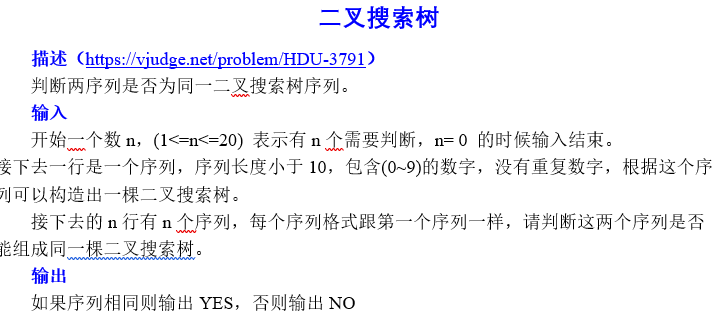 二叉搜索树
描述（https://vjudge.net/problem/HDU-3791）
判断两序列是否为同一二叉搜索树序列。
输入
开始一个数 n，(1<=n<=20) 表示有 n 个需要判断，n= 0 的时候输入结束。
接下去一行是一个序列，序列长度小于 10，包含(0~9)的数字，没有重复数字，根据这个序
列可以构造出一棵二叉搜索树。
接下去的 n 行有 n 个序列，每个序列格式跟第一个序列一样，请判断这两个序列是否
能组成同一棵二叉搜索树。
输出
如果序列相同则输出 YES，否则输出 NO